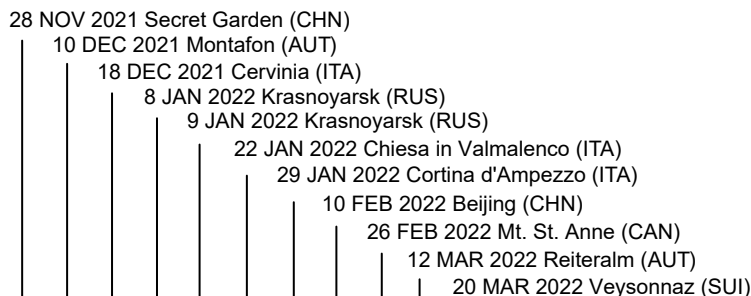 28 NOV 2021 Secret Garden (CHN)
10 DEC 2021 Montafon (AUT)
18 DEC 2021 Cervinia (ITA)
8 JAN 2022 Krasnoyarsk (RUS)
9 JAN 2022 Krasnoyarsk (RUS)
22 JAN 2022 Chiesa in Valmalenco (ITA)
29 JAN 2022 Cortina d'Ampezzo (ITA)
10 FEB 2022 Beijing (CHN)
26 FEB 2022 Mt. St. Anne (CAN)
12 MAR 2022 Reiteralm (AUT)
20 MAR 2022 Veysonnaz (SUI)